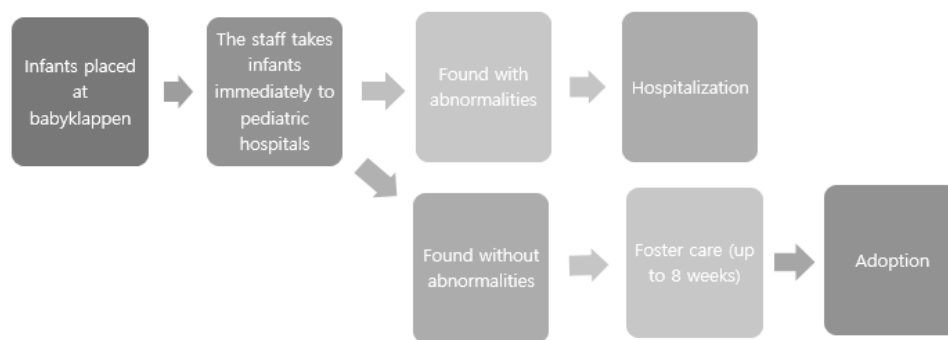 Infants placed
at
babyklappen
The staff takes
infants
immediately to
pediatric
hospitals
Found with
abnormalities
Hospitalization
Found without
abnormalities
Foster care (up
to 8 weeks)
Adoption